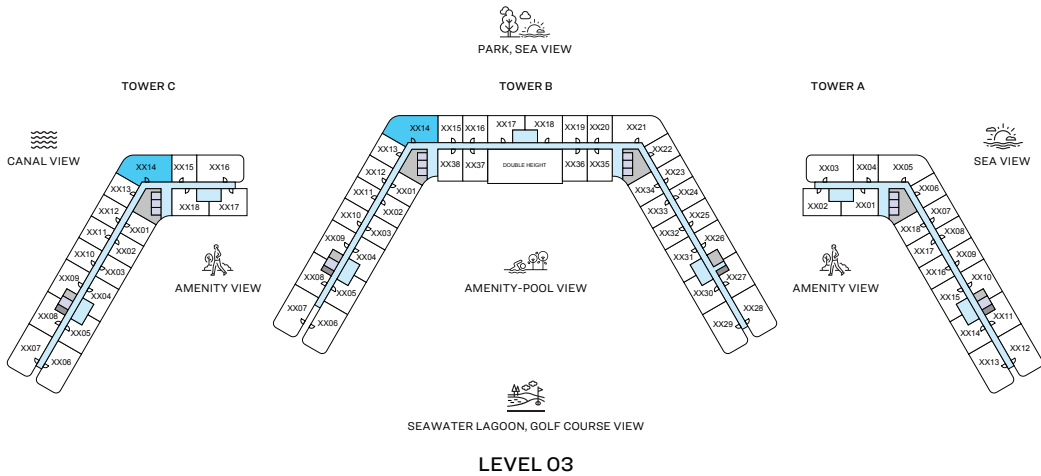 PARK, SEA VIEW
TOWER C
TOWER B
TOWER A
CANAL VIEW
SEA VIEW
XX14
XX15
XX16
XX13
XX12
XX11
XX10
XX09
XX08
XX07
XX06
XX05
XX04
XX03
XX02
XX01
XX18
XX17
AMENITY VIEW
XX14
XX15
XX16
XX17
XX18
XX19
XX20
XX21
XX13
XX12
XX11
XX10
XX09
XX08
XX07
XX06
XX05
XX04
XX03
XX02
XX01
XX38
XX37
DOUBLE HEIGHT
XX36
XX35
XX34
XX33
XX32
XX31
XX30
XX29
XX22
XX23
XX24
XX25
XX26
XX27
XX28
AMENITY-POOL VIEW
XX03
XX04
XX05
XX02
XX01
XX06
XX07
XX08
XX09
XX10
XX11
XX12
XX18
XX17
XX16
XX15
XX14
XX13
AMENITY VIEW
SEAWATER LAGOON, GOLF COURSE VIEW
LEVEL 03